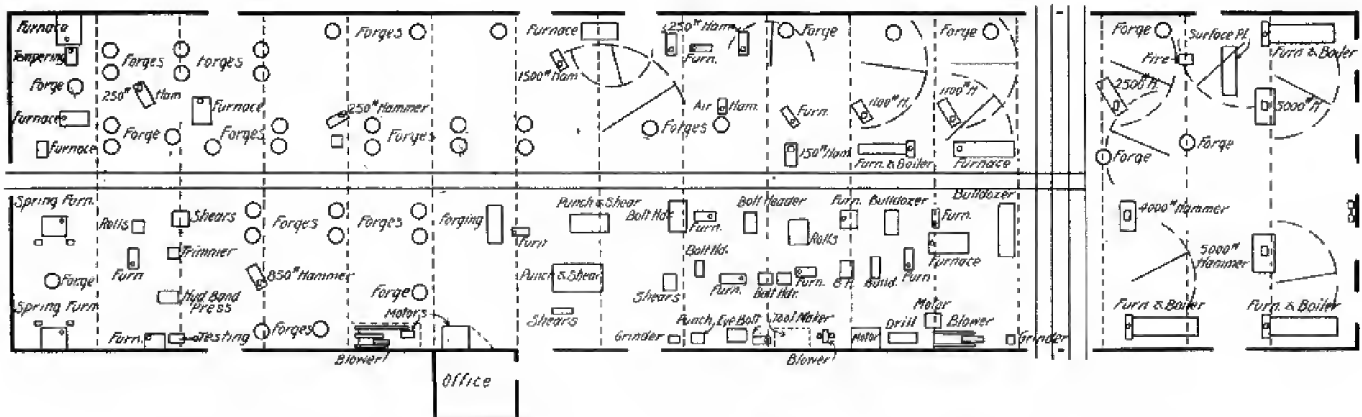 Furnace
Tempering
Forge
Furnace
Furnace
Forges
Forges
250# Ham
Furnace
Forge
Forges
Forges
250# Hammer
Forges
Furnace
1500# Ham
1250# Ham.
Furn.
Air Ham.
Forges
Forge
Furn.
150# Ham
1100# H.
Furn. & Boiler
Forge
1100# H.
Furnace
Forge
Surface Pl.
Furn & Boiler
Fire
2500# H.
5000# H.
Forge
Forge
Spring Furn.
Forge
Spring Furn.
Rolls
Shears
Trimmer
Furn
Mud Band
Press
Furn.
Testing
Forges
Forges
850# Hammer
Forges
Forge
Motors
Blower
Office
Forging
Furn
Punch & Shear
Punch & Shear
Shears
Bolt Hdr.
Furn.
Bolt Header
Rolls
Furn.
Bulldozer
Furn.
Furnace
Bulldozer
Bolt Hd.
Shears
Furn.
Bolt Hdr.
Furn.
Bulld.
Furn
Grinder
Punch, Eye Bolt
Tool Maker
Blower
Motor
Drill
Motor
Blower
Grinder
4000# Hammer
5000#
Hammer
Furn & Boiler
Furn. & Boiler